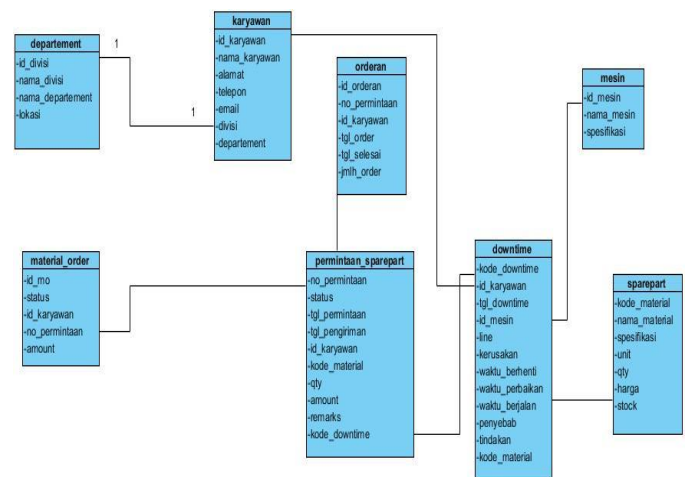 departement
-id_divisi
-nama_divisi
-nama_departement
-lokasi
1
1
karyawan
-id_karyawan
-nama_karyawan
-alamat
-telepon
-email
-divisi
-departement
orderan
-id_orderan
-no_permintaan
-id_karyawan
-tgl_order
-tgl_selesai
-jmlh_order
mesin
-id_mesin
-nama_mesin
-spesifikasi
material_order
-id_mo
-status
-id_karyawan
-no_permintaan
-amount
permintaan_sparepart
-no_permintaan
-status
-tgl_permintaan
-tgl_pengiriman
-id_karyawan
-kode_material
-qty
-amount
-remarks
-kode_downtime
downtime
-kode_downtime
-id_karyawan
-tgl_downtime
-id_mesin
-line
-kerusakan
-waktu_berhenti
-waktu_perbaikan
-waktu_berjalan
-penyebab
-tindakan
-kode_material
sparepart
-kode_material
-nama_material
-spesifikasi
-unit
-qty
-harga
-stock